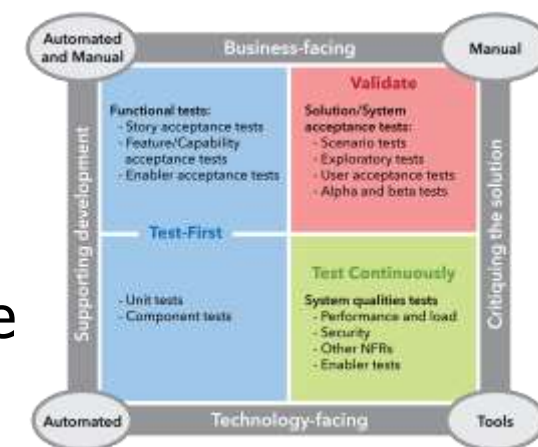 Automated
and Manual
Business-facing
Manual
Supporting development
Functional tests:
- Story acceptance tests
- Feature/Capability
acceptance tests
- Enabler acceptance tests
Validate
Solution/System
acceptance tests:
- Scenario tests
- Exploratory tests
- User acceptance tests
- Alpha and beta tests
Critiquing the solution
Test-First
- Unit tests
- Component tests
Test Continuously
System qualities tests
- Performance and load
- Security
- Other NFRs
- Enabler tests
e
Automated
Technology-facing
Tools